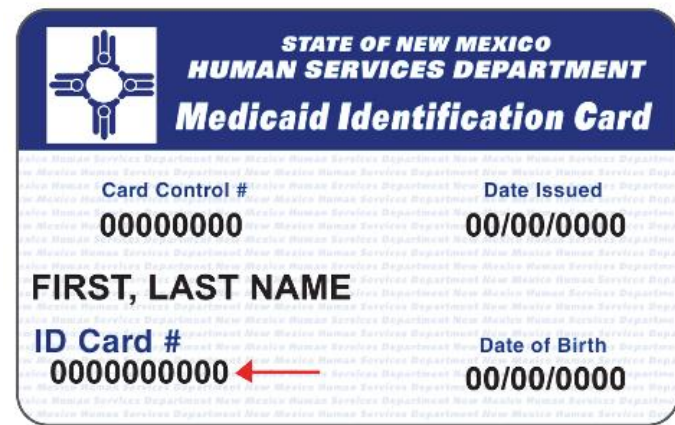 STATE OF NEW MEXICO
HUMAN SERVICES DEPARTMENT
Medicaid Identification Card
Card Control #
Date Issued
00000000
00/00/0000
FIRST, LAST NAME
ID Card #
Date of Birth
0000000000
00/00/0000